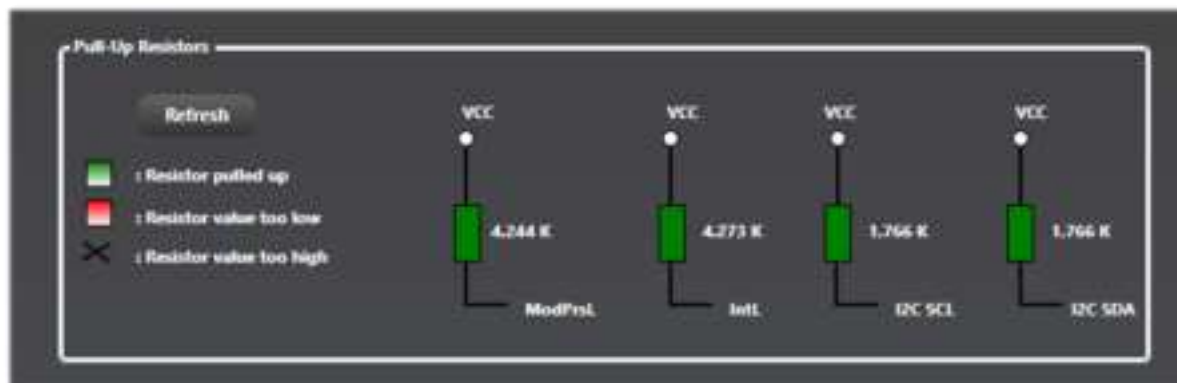 Pull-Up Resistors
Refresh
: Resistor pulled up
: Resistor value too low
: Resistor value too high
VCC VCC VCC VCC
4.244 K 4.273 K 1.766 K 1.766 K
ModPrsL IntL I2C SCL I2C SDA